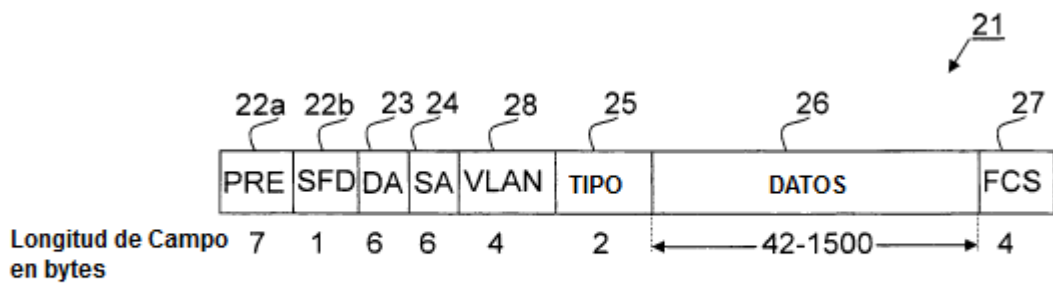 21
22a 22b 23 24 28 25 26 27
PRE SFD DA SA VLAN TIPO DATOS FCS
Longitud de Campo
en bytes
7 1 6 6 4 2 42-1500 4